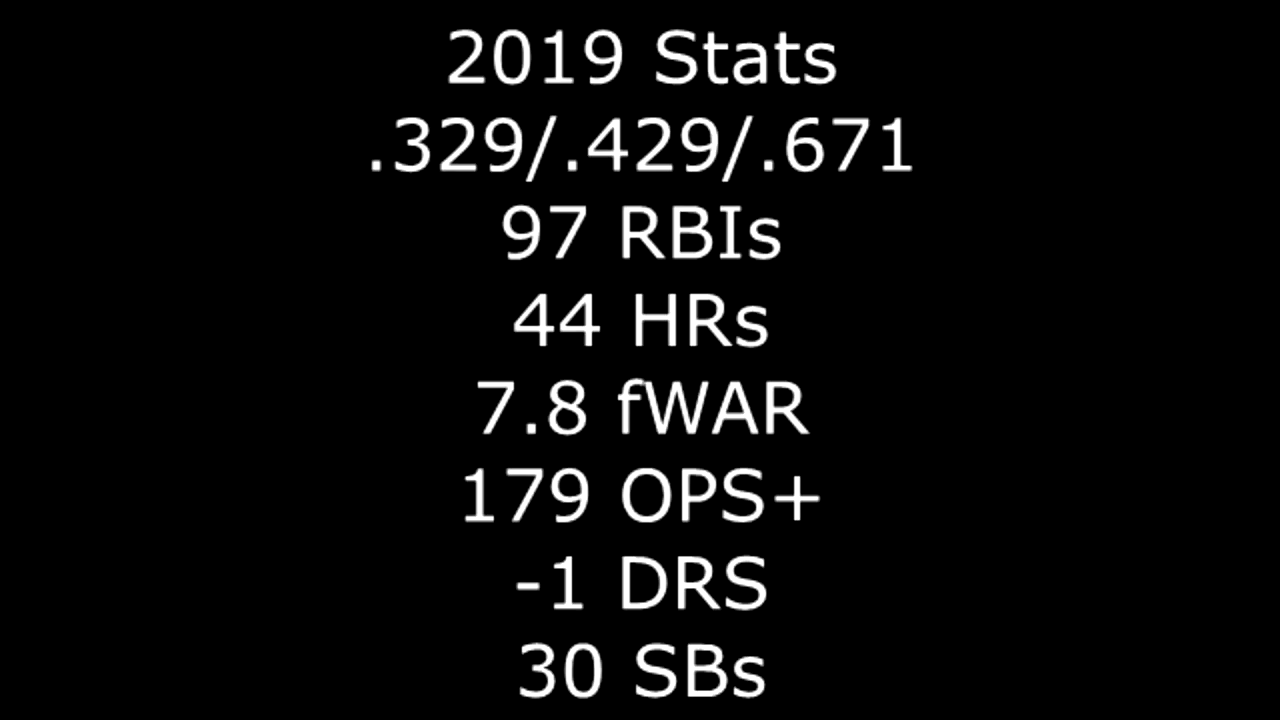 2019 Stats
.329/.429/.671
97 RBIs
44 HRs
7.8 fWAR
179 OPS+
-1 DRS
30 SBs